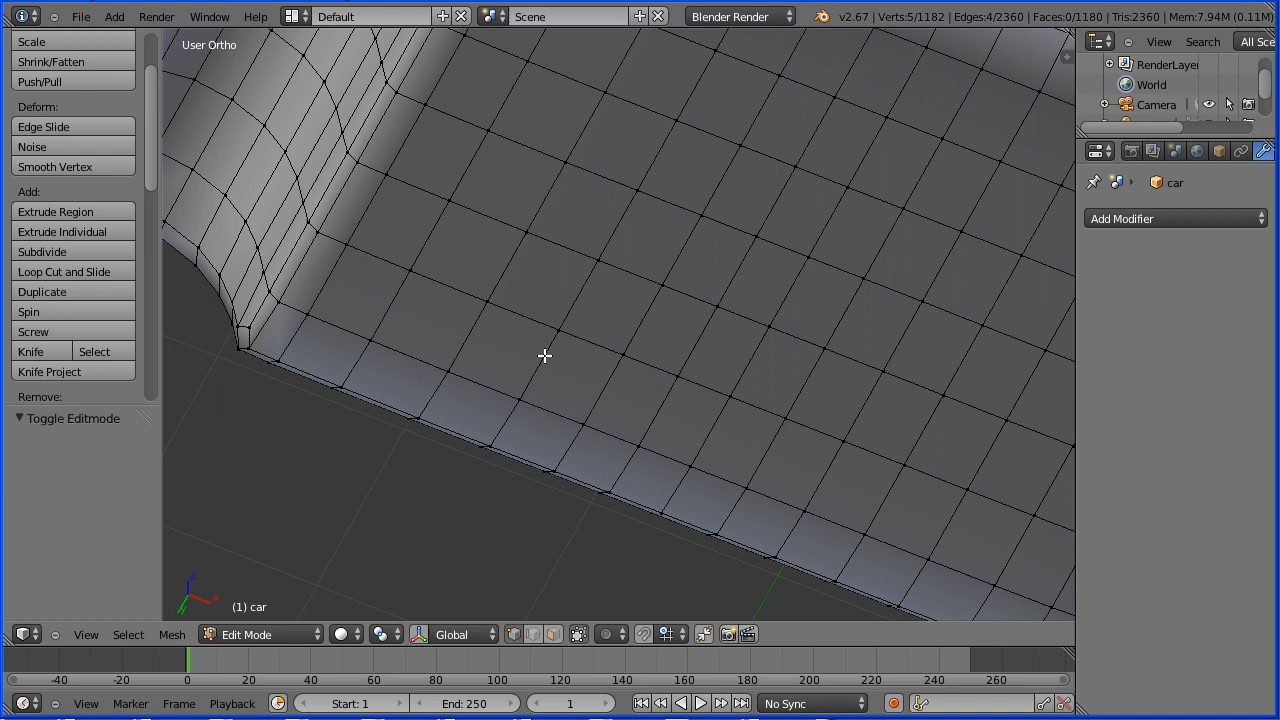 File Add Render Window Help Default Scene Blender Render v2.67 | Verts:5/1182 | Edges:4/2360 | Faces:0/1180 | Tris:2360 | Mem:7.94M (0.11M)
Scale
Shrink/Fatten
Push/Pull
Deform:
Edge Slide
Noise
Smooth Vertex
Add:
Extrude Region
Extrude Individual
Subdivide
Loop Cut and Slide
Duplicate
Spin
Screw
Knife Select
Knife Project
Remove:
Toggle Editmode
User Ortho
z
x
y
(1) car
View Search All Sce
RenderLayer
World
Camera
car
Add Modifier
View Select Mesh Edit Mode Global
-40 -20 0 20 40 60 80 100 120 140 160 180 200 220 240 260
View Marker Frame Playback Start: 1 End: 250 1 No Sync